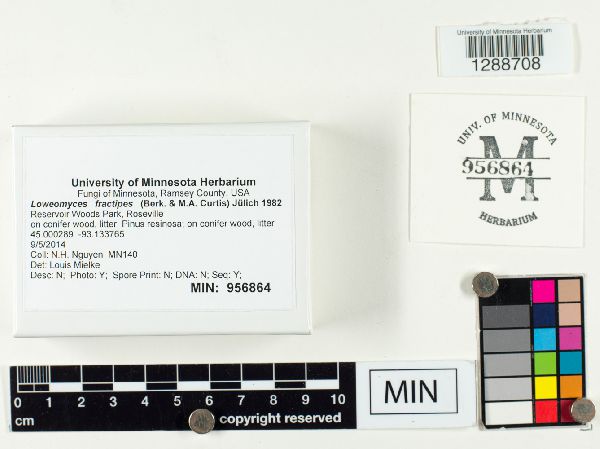 University of Minnesota Herbarium
1288708
UNIV. OF MINNESOTA
M
956864
HERBARIUM
University of Minnesota Herbarium
Fungi of Minnesota, Ramsey County, USA
Loweomyces fractipes (Berk. & M.A. Curtis) Jülich 1982
Reservoir Woods Park, Roseville
on conifer wood, litter Pinus resinosa; on conifer wood, litter
45.000289 -93.133765
9/5/2014
Coll: N.H. Nguyen MN140
Det: Louis Mielke
Desc: N; Photo: Y; Spore Print: N; DNA: N; Seq: Y;
MIN: 956864
0 1 2 3 4 5 6 7 8 9 10
cm
copyright reserved
MIN